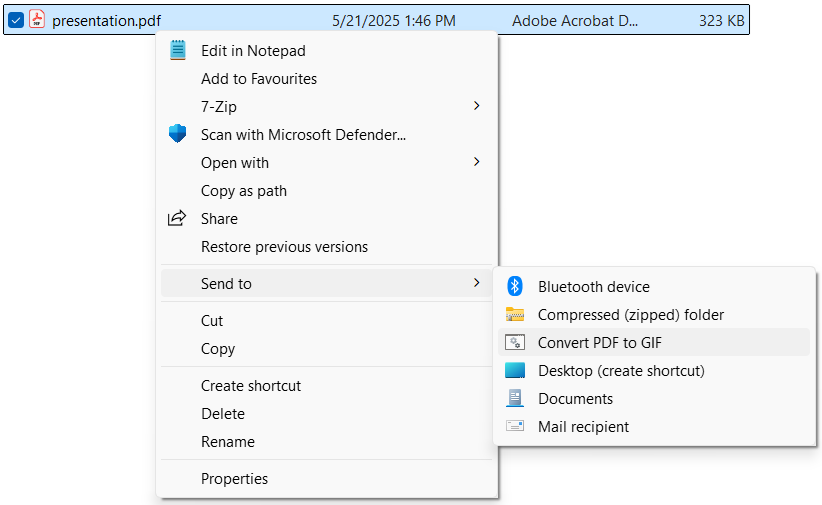 presentation.pdf 5/21/2025 1:46 PM Adobe Acrobat D... 323 KB
Edit in Notepad
Add to Favourites
7-Zip
Scan with Microsoft Defender...
Open with
Copy as path
Share
Restore previous versions
Send to
Cut
Copy
Create shortcut
Delete
Rename
Properties
Bluetooth device
Compressed (zipped) folder
Convert PDF to GIF
Desktop (create shortcut)
Documents
Mail recipient